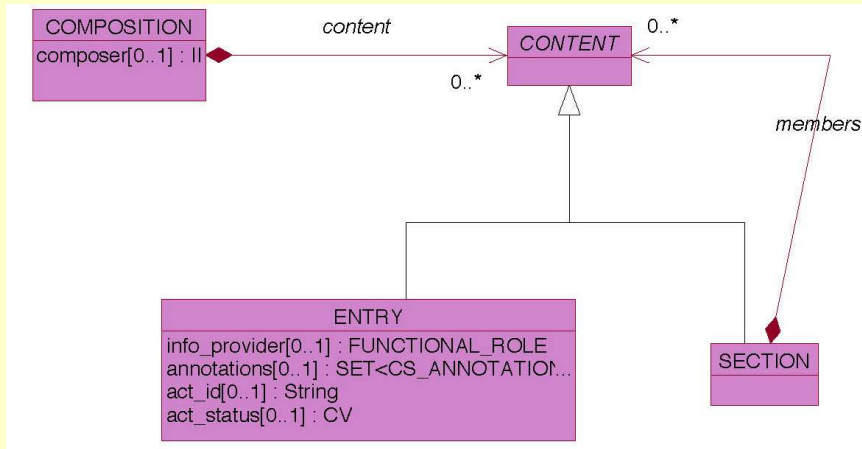 COMPOSITION
composer[0..1] : II
content
0..*
CONTENT
0..*
members
ENTRY
info_provider[0..1] : FUNCTIONAL_ROLE
annotations[0..1] : SET<CS_ANNOTATION...
act_id[0..1] : String
act_status[0..1] : CV
SECTION